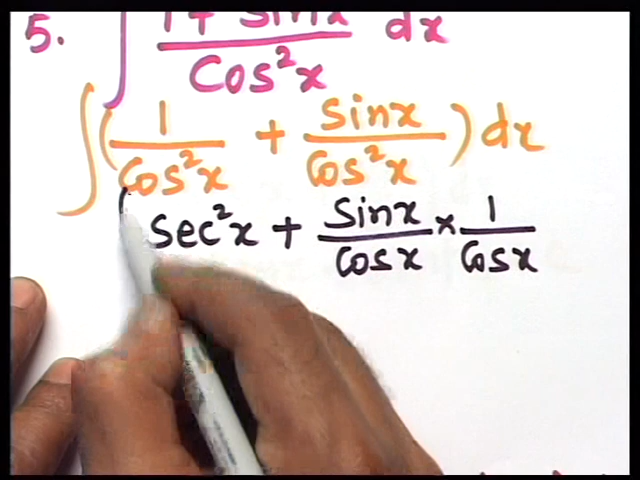 5. ∫ 1+ sinx / Cos²x dx
∫ ( 1 / Cos²x + Sinx / Cos²x ) dx
Sec²x + Sinx / Cosx × 1 / Cosx